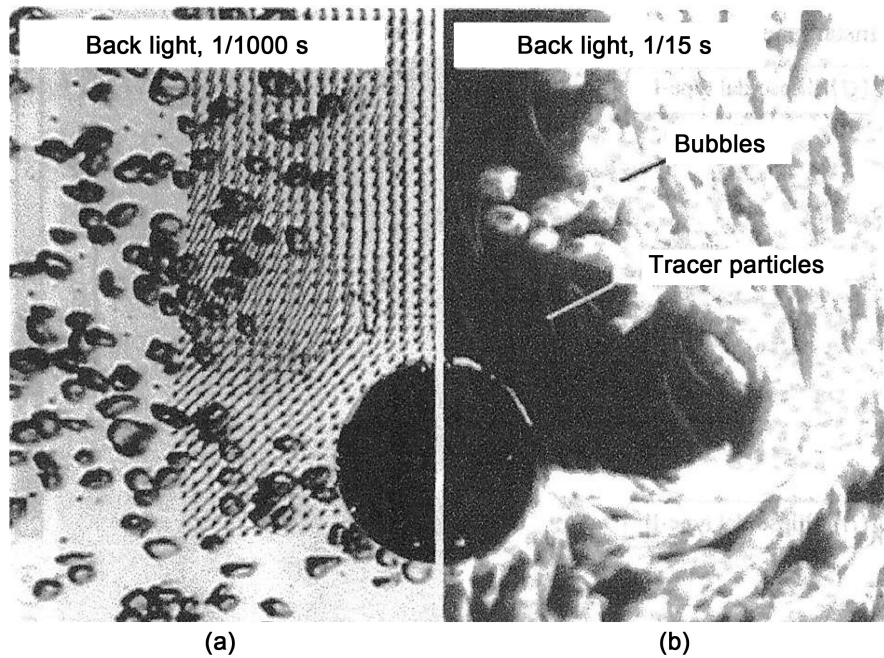 Back light, 1/1000 s
Back light, 1/15 s
Bubbles
Tracer particles
(a)
(b)